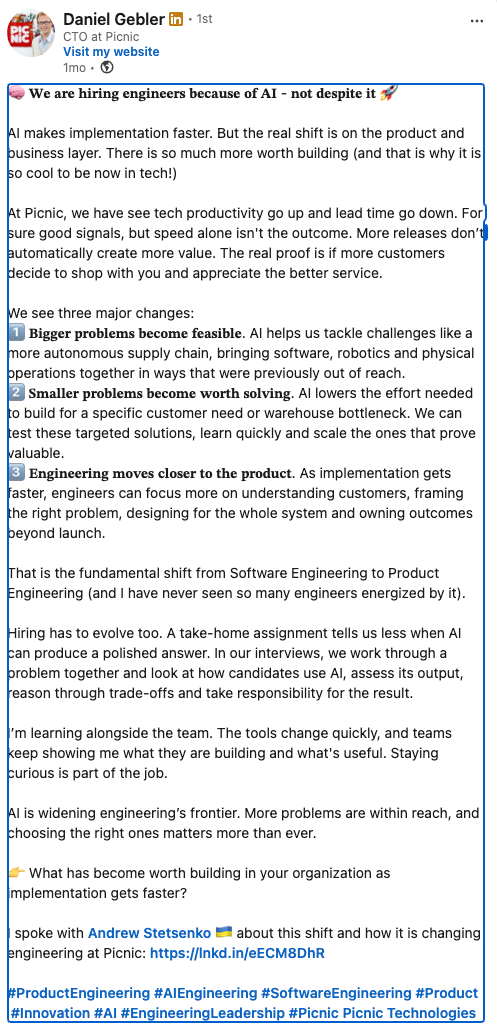 Daniel Gebler in · 1st
CTO at Picnic
Visit my website
1mo ·
PIC
NIC
🧠 We are hiring engineers because of AI - not despite it 🚀
AI makes implementation faster. But the real shift is on the product and
business layer. There is so much more worth building (and that is why it is
so cool to be now in tech!)
At Picnic, we have see tech productivity go up and lead time go down. For
sure good signals, but speed alone isn't the outcome. More releases don't
automatically create more value. The real proof is if more customers
decide to shop with you and appreciate the better service.
We see three major changes:
1️⃣ Bigger problems become feasible. AI helps us tackle challenges like a
more autonomous supply chain, bringing software, robotics and physical
operations together in ways that were previously out of reach.
2️⃣ Smaller problems become worth solving. AI lowers the effort needed
to build for a specific customer need or warehouse bottleneck. We can
test these targeted solutions, learn quickly and scale the ones that prove
valuable.
3️⃣ Engineering moves closer to the product. As implementation gets
faster, engineers can focus more on understanding customers, framing
the right problem, designing for the whole system and owning outcomes
beyond launch.
That is the fundamental shift from Software Engineering to Product
Engineering (and I have never seen so many engineers energized by it).
Hiring has to evolve too. A take-home assignment tells us less when AI
can produce a polished answer. In our interviews, we work through a
problem together and look at how candidates use AI, assess its output,
reason through trade-offs and take responsibility for the result.
I'm learning alongside the team. The tools change quickly, and teams
keep showing me what they are building and what's useful. Staying
curious is part of the job.
AI is widening engineering's frontier. More problems are within reach, and
choosing the right ones matters more than ever.
👉 What has become worth building in your organization as
implementation gets faster?
I spoke with Andrew Stetsenko 🇺🇦 about this shift and how it is changing
engineering at Picnic: https://lnkd.in/eECM8DhR
#ProductEngineering #AIEngineering #SoftwareEngineering #Product
#Innovation #AI #EngineeringLeadership #Picnic Picnic Technologies